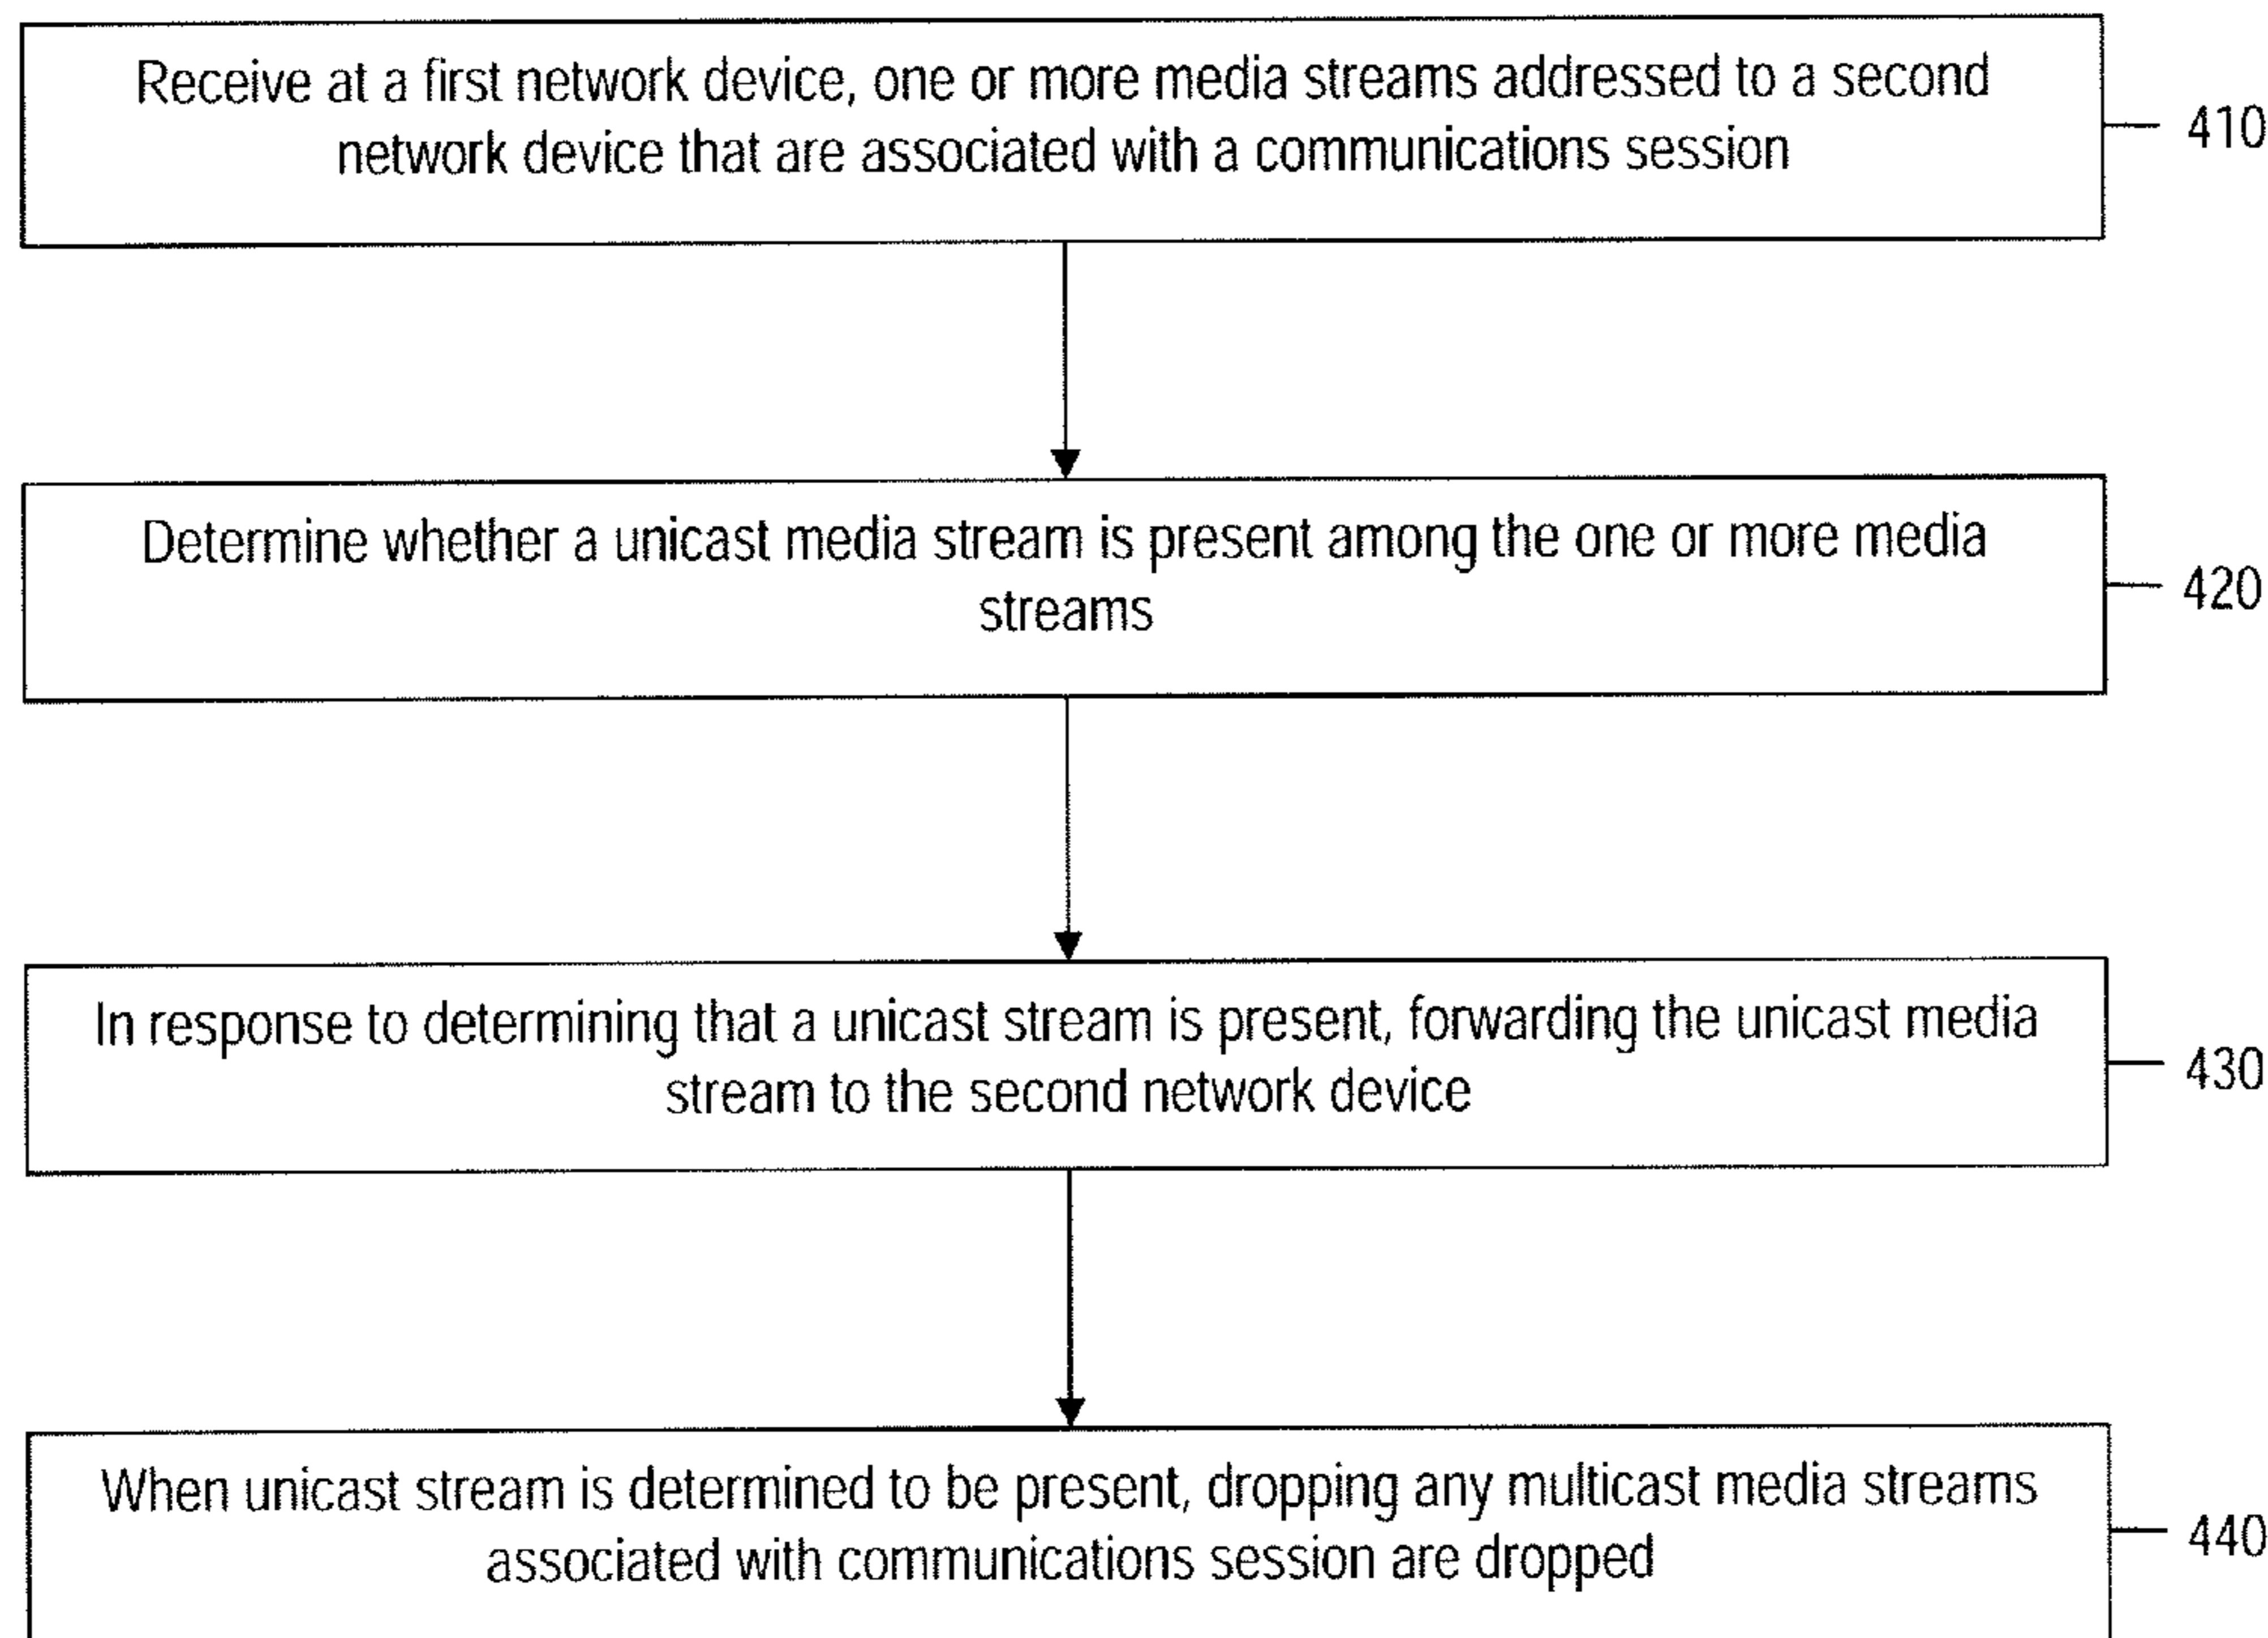 Receive at a first network device, one or more media streams addressed to a second
network device that are associated with a communications session
410
Determine whether a unicast media stream is present among the one or more media
streams
420
In response to determining that a unicast stream is present, forwarding the unicast media
stream to the second network device
430
When unicast stream is determined to be present, dropping any multicast media streams
associated with communications session are dropped
440